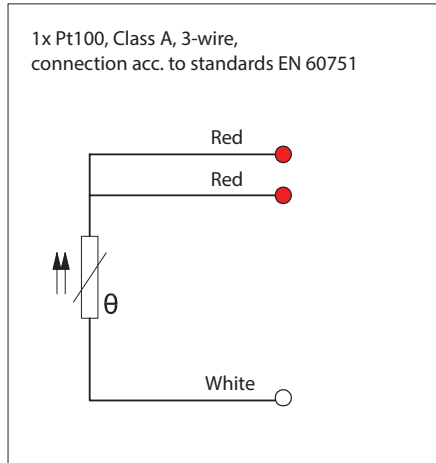 1x Pt100, Class A, 3-wire,
connection acc. to standards EN 60751
Red
Red
θ
White